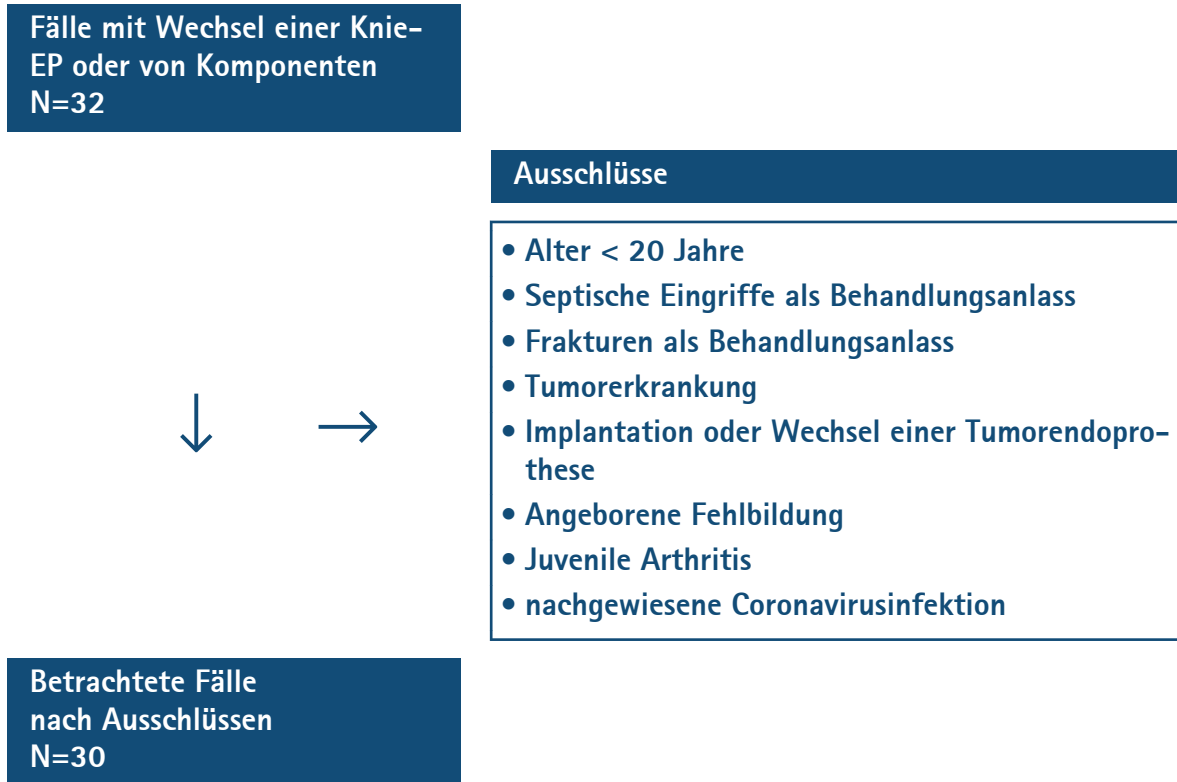 Fälle mit Wechsel einer Knie-
EP oder von Komponenten
N=32
Ausschlüsse
• Alter < 20 Jahre
• Septische Eingriffe als Behandlungsanlass
• Frakturen als Behandlungsanlass
• Tumorerkrankung
• Implantation oder Wechsel einer Tumorendopro-
these
• Angeborene Fehlbildung
• Juvenile Arthritis
• nachgewiesene Coronavirusinfektion
Betrachtete Fälle
nach Ausschlüssen
N=30